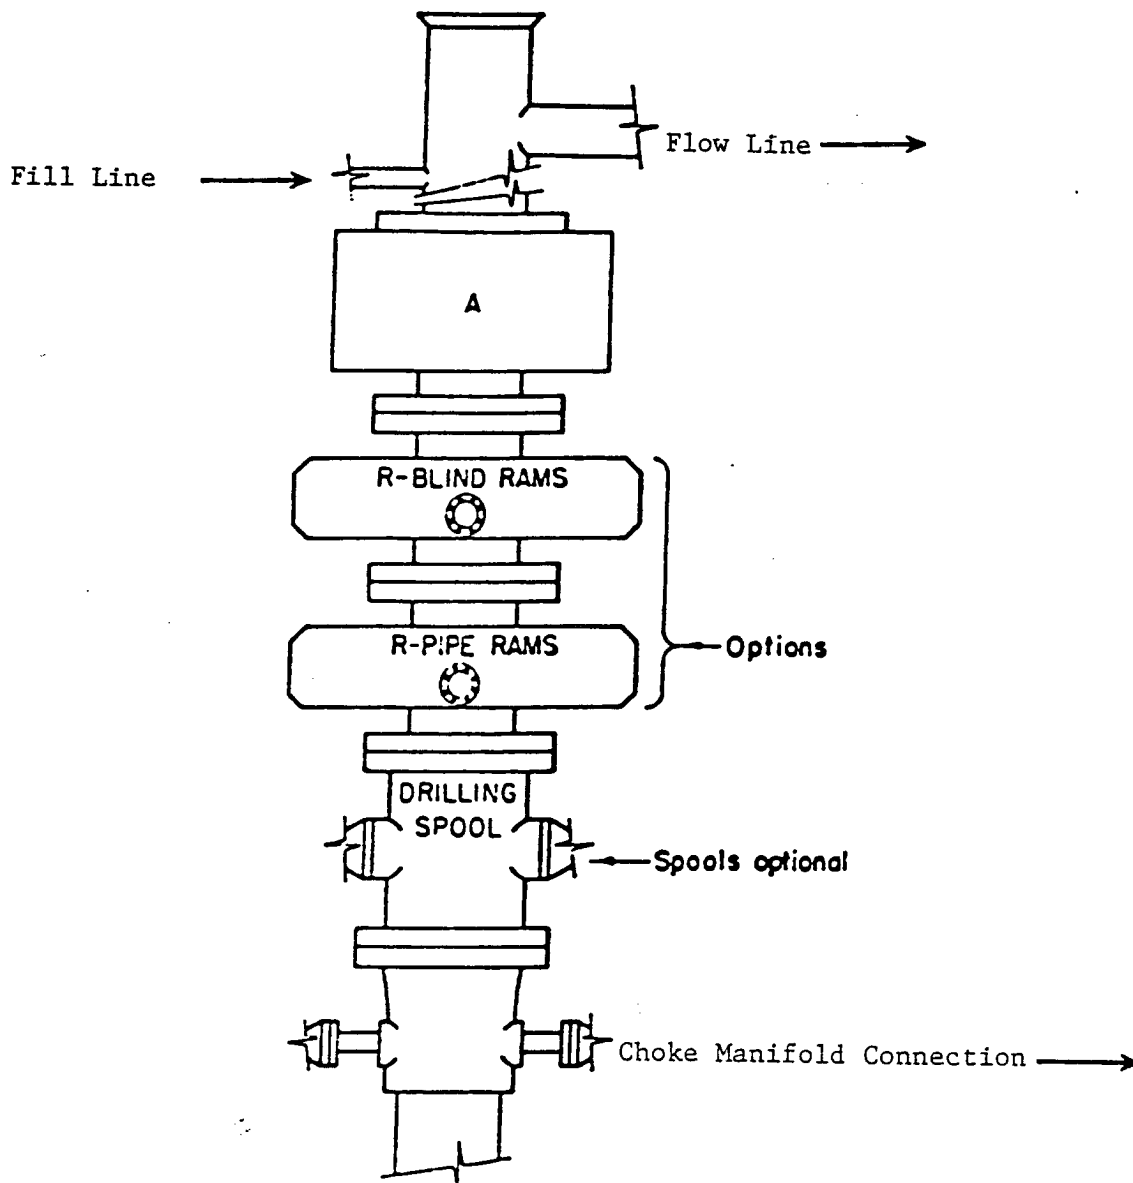 Flow Line
Fill Line
A
R-BLIND RAMS
R-PIPE RAMS
Options
DRILLING
SPOOL
Spools optional
Choke Manifold Connection